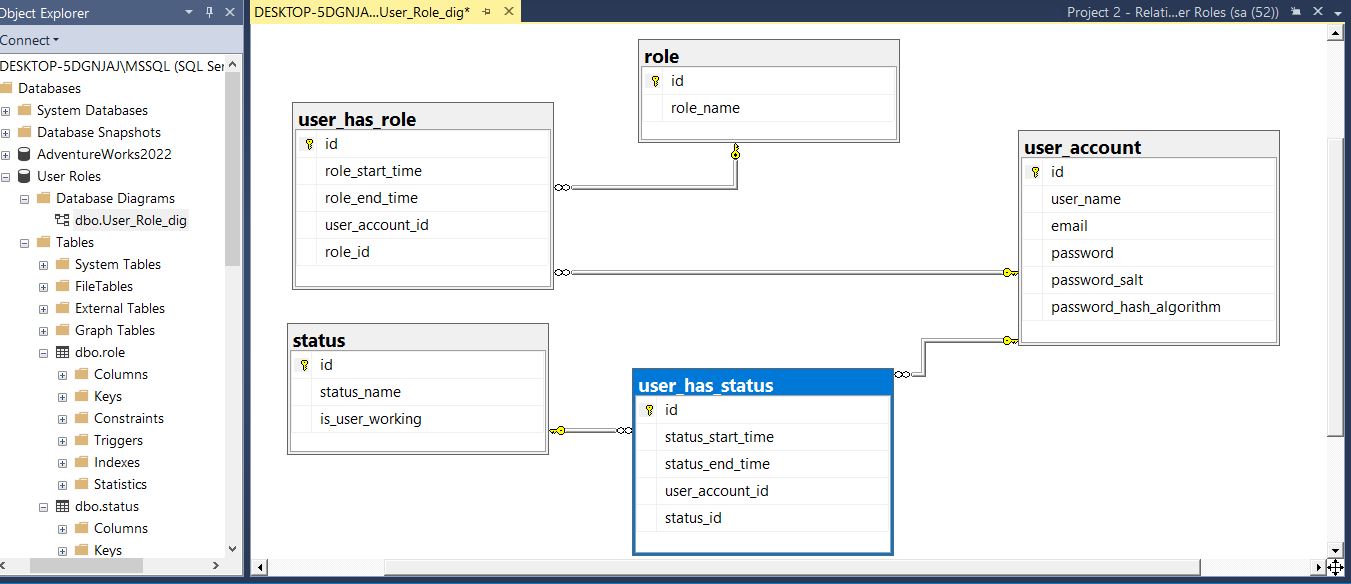 Object Explorer
DESKTOP-5DGNJA...User_Role_dig*
Project 2 - Relati...er Roles (sa (52))
Connect
DESKTOP-5DGNJAJ\MSSQL (SQL Ser
Databases
System Databases
Database Snapshots
AdventureWorks2022
User Roles
Database Diagrams
dbo.User_Role_dig
Tables
System Tables
FileTables
External Tables
Graph Tables
dbo.role
Columns
Keys
Constraints
Triggers
Indexes
Statistics
dbo.status
Columns
Keys
role
id
role_name
user_has_role
id
role_start_time
role_end_time
user_account_id
role_id
user_account
id
user_name
email
password
password_salt
password_hash_algorithm
status
id
status_name
is_user_working
user_has_status
id
status_start_time
status_end_time
user_account_id
status_id